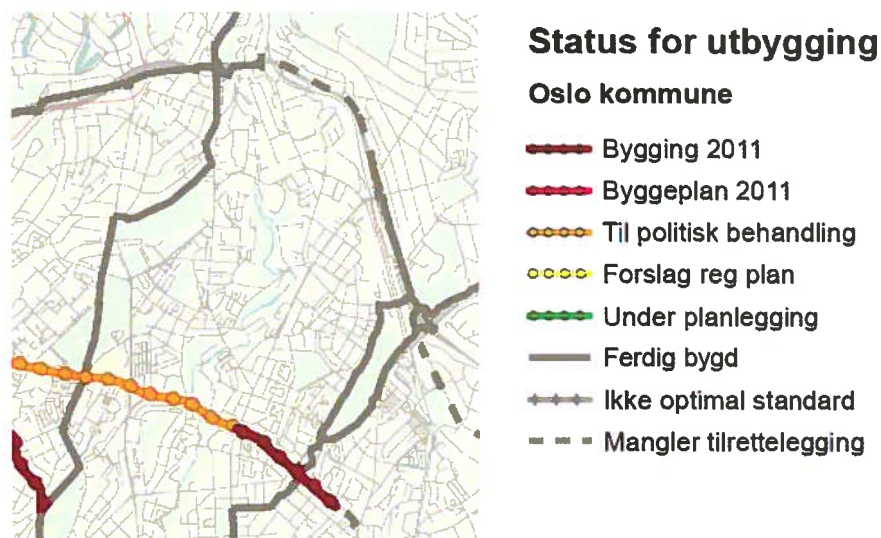 Status for utbygging
Oslo kommune
Bygging 2011
Byggeplan 2011
Til politisk behandling
Forslag reg plan
Under planlegging
Ferdig bygd
Ikke optimal standard
Mangler tilrettelegging